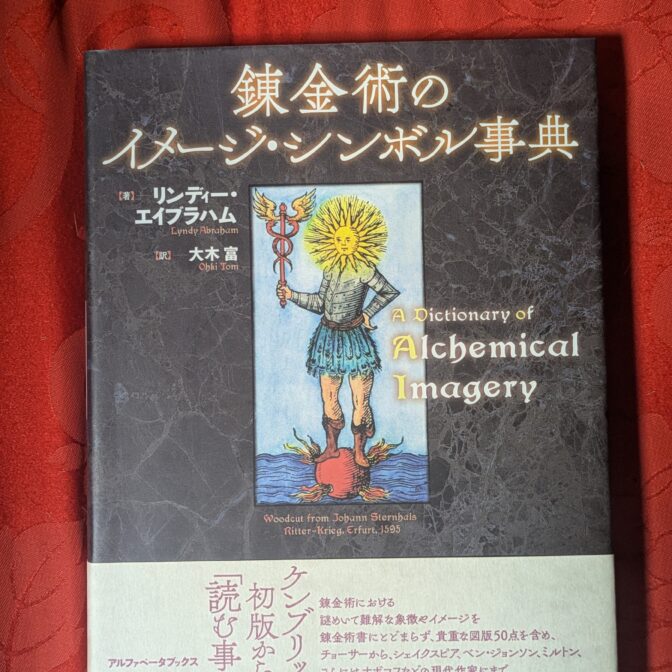 錬金術の
イメージ・シンボル事典
【著】リンディー・
エイブラハム
Lyndy Abraham
【訳】大木 富
Ohki Tom
A Dictionary of
Alchemical
Imagery
Woodcut from Johann Sternhals
Ritter-Krieg, Erfurt, 1595
ケンブリッ
初版から
「読む事
錬金術における
謎めいて難解な象徴やイメージを
錬金術書にとどまらず、貴重な図版50点を含め、
チョーサーから、シェイクスピア、ベン・ジョンソン、ミルトン、
アルファベータブックス